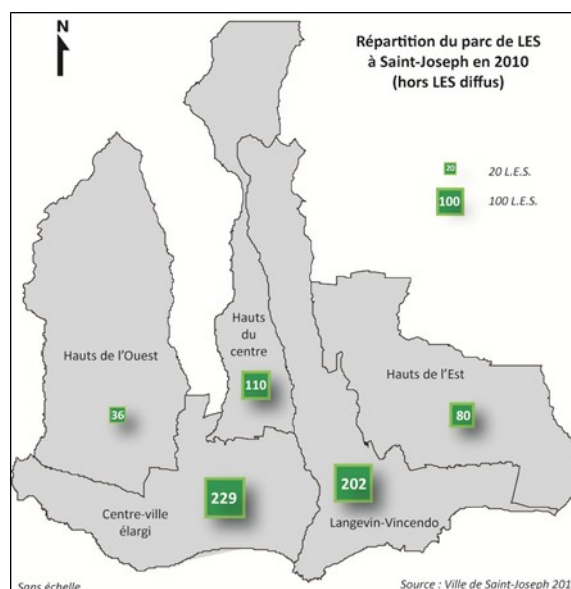 N
Répartition du parc de LES
à Saint-Joseph en 2010
(hors LES diffus)
20
20 L.E.S.
100
100 L.E.S.
Hauts
du
centre
110
Hauts de l'Ouest
36
Hauts de l'Est
80
Centre-ville
élargi
229
202
Langevin-Vincendo
Sans échelle
Source : Ville de Saint-Joseph